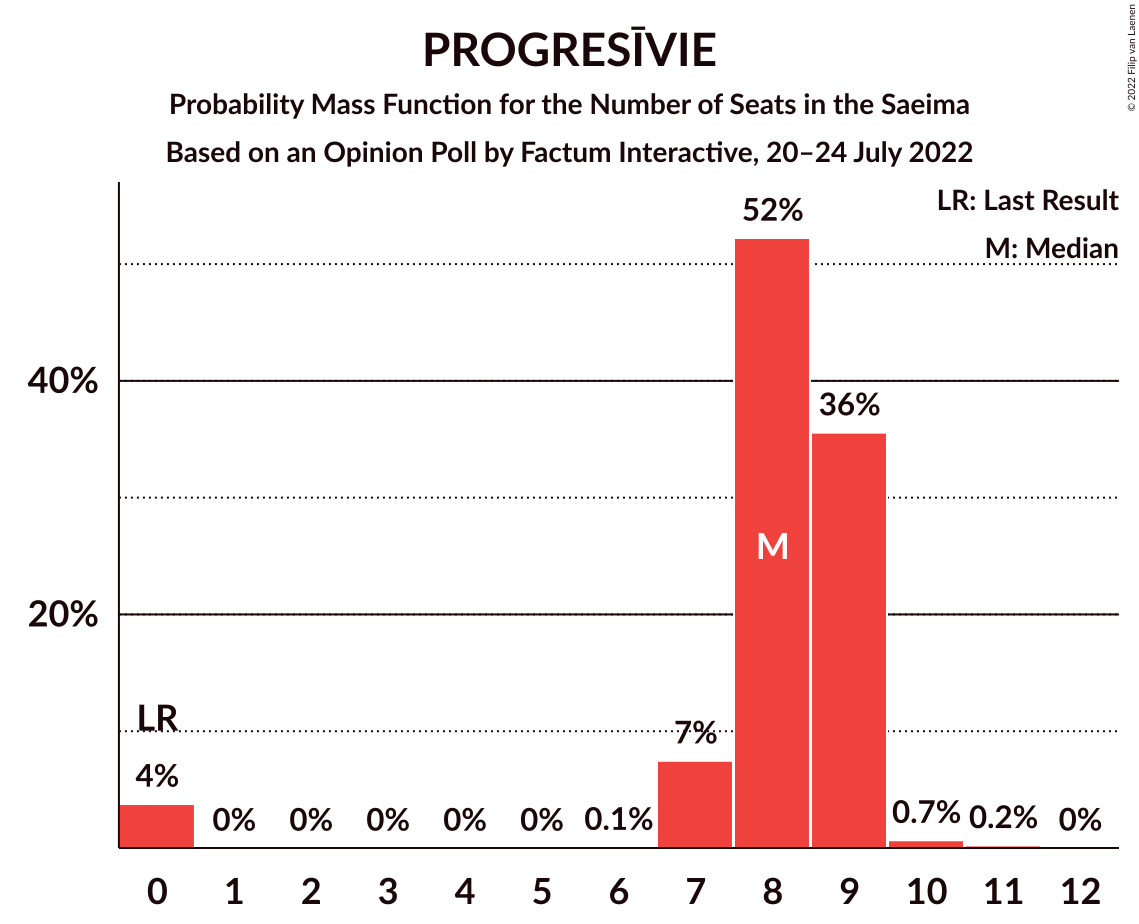 PROGRESĪVIE
Probability Mass Function for the Number of Seats in the Saeima
Based on an Opinion Poll by Factum Interactive, 20–24 July 2022
© 2022 Filip van Laenen
LR: Last Result
M: Median
52%
40%
36%
M
20%
LR
7%
4%
0% 0% 0% 0% 0% 0.1% 0.7% 0.2% 0%
0 1 2 3 4 5 6 7 8 9 10 11 12